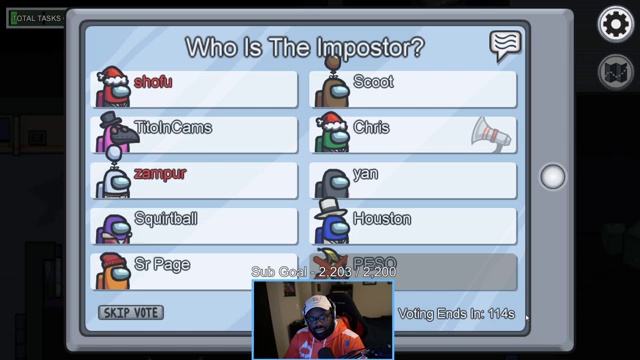 TOTAL TASKS
Who Is The Impostor?
shofu
Scoot
TitoInCams
Chris
zampur
yan
Squirtball
Houston
Sr Page
PESO
Sub Goal - 2,203 / 2,200
SKIP VOTE
Voting Ends In: 114s